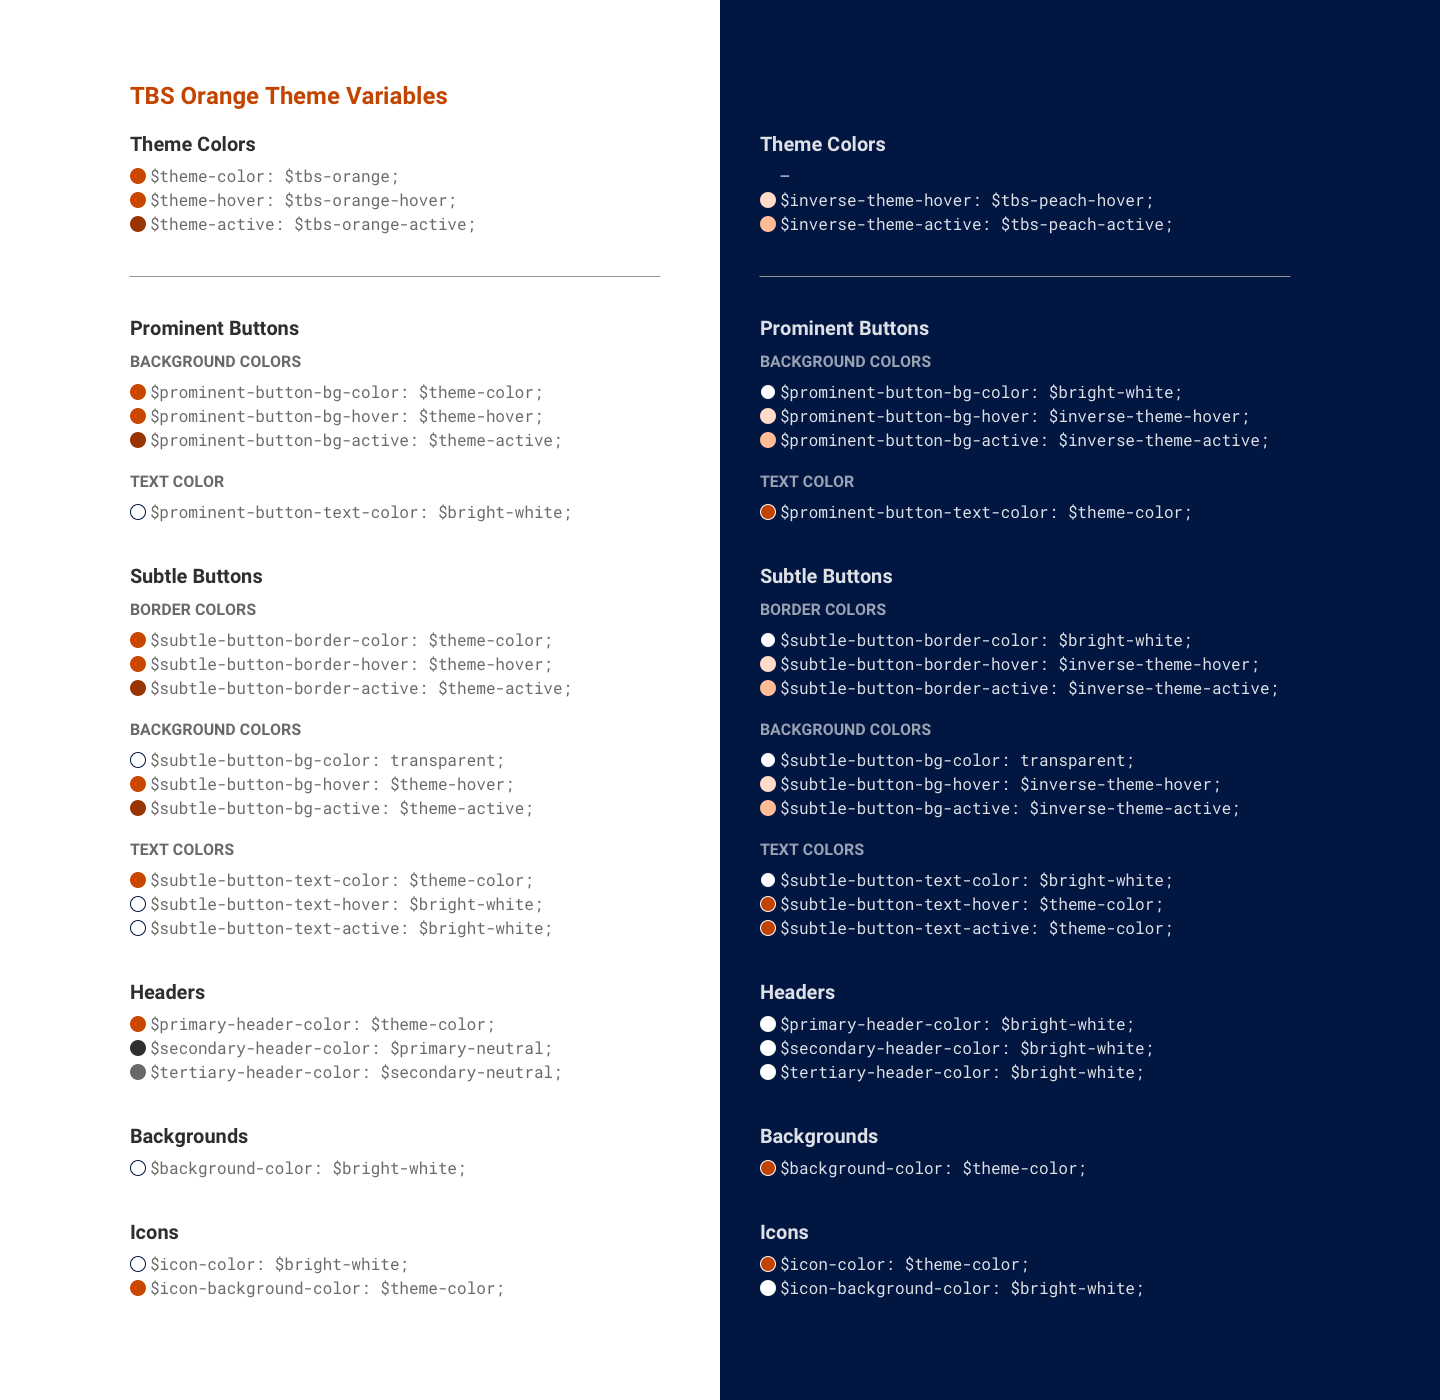 TBS Orange Theme Variables
Theme Colors
$theme-color: $tbs-orange;
$theme-hover: $tbs-orange-hover;
$theme-active: $tbs-orange-active;
Prominent Buttons
BACKGROUND COLORS
$prominent-button-bg-color: $theme-color;
$prominent-button-bg-hover: $theme-hover;
$prominent-button-bg-active: $theme-active;
TEXT COLOR
$prominent-button-text-color: $bright-white;
Subtle Buttons
BORDER COLORS
$subtle-button-border-color: $theme-color;
$subtle-button-border-hover: $theme-hover;
$subtle-button-border-active: $theme-active;
BACKGROUND COLORS
$subtle-button-bg-color: transparent;
$subtle-button-bg-hover: $theme-hover;
$subtle-button-bg-active: $theme-active;
TEXT COLORS
$subtle-button-text-color: $theme-color;
$subtle-button-text-hover: $bright-white;
$subtle-button-text-active: $bright-white;
Headers
$primary-header-color: $theme-color;
$secondary-header-color: $primary-neutral;
$tertiary-header-color: $secondary-neutral;
Backgrounds
$background-color: $bright-white;
Icons
$icon-color: $bright-white;
$icon-background-color: $theme-color;
Theme Colors
–
$inverse-theme-hover: $tbs-peach-hover;
$inverse-theme-active: $tbs-peach-active;
Prominent Buttons
BACKGROUND COLORS
$prominent-button-bg-color: $bright-white;
$prominent-button-bg-hover: $inverse-theme-hover;
$prominent-button-bg-active: $inverse-theme-active;
TEXT COLOR
$prominent-button-text-color: $theme-color;
Subtle Buttons
BORDER COLORS
$subtle-button-border-color: $bright-white;
$subtle-button-border-hover: $inverse-theme-hover;
$subtle-button-border-active: $inverse-theme-active;
BACKGROUND COLORS
$subtle-button-bg-color: transparent;
$subtle-button-bg-hover: $inverse-theme-hover;
$subtle-button-bg-active: $inverse-theme-active;
TEXT COLORS
$subtle-button-text-color: $bright-white;
$subtle-button-text-hover: $theme-color;
$subtle-button-text-active: $theme-color;
Headers
$primary-header-color: $bright-white;
$secondary-header-color: $bright-white;
$tertiary-header-color: $bright-white;
Backgrounds
$background-color: $theme-color;
Icons
$icon-color: $theme-color;
$icon-background-color: $bright-white;